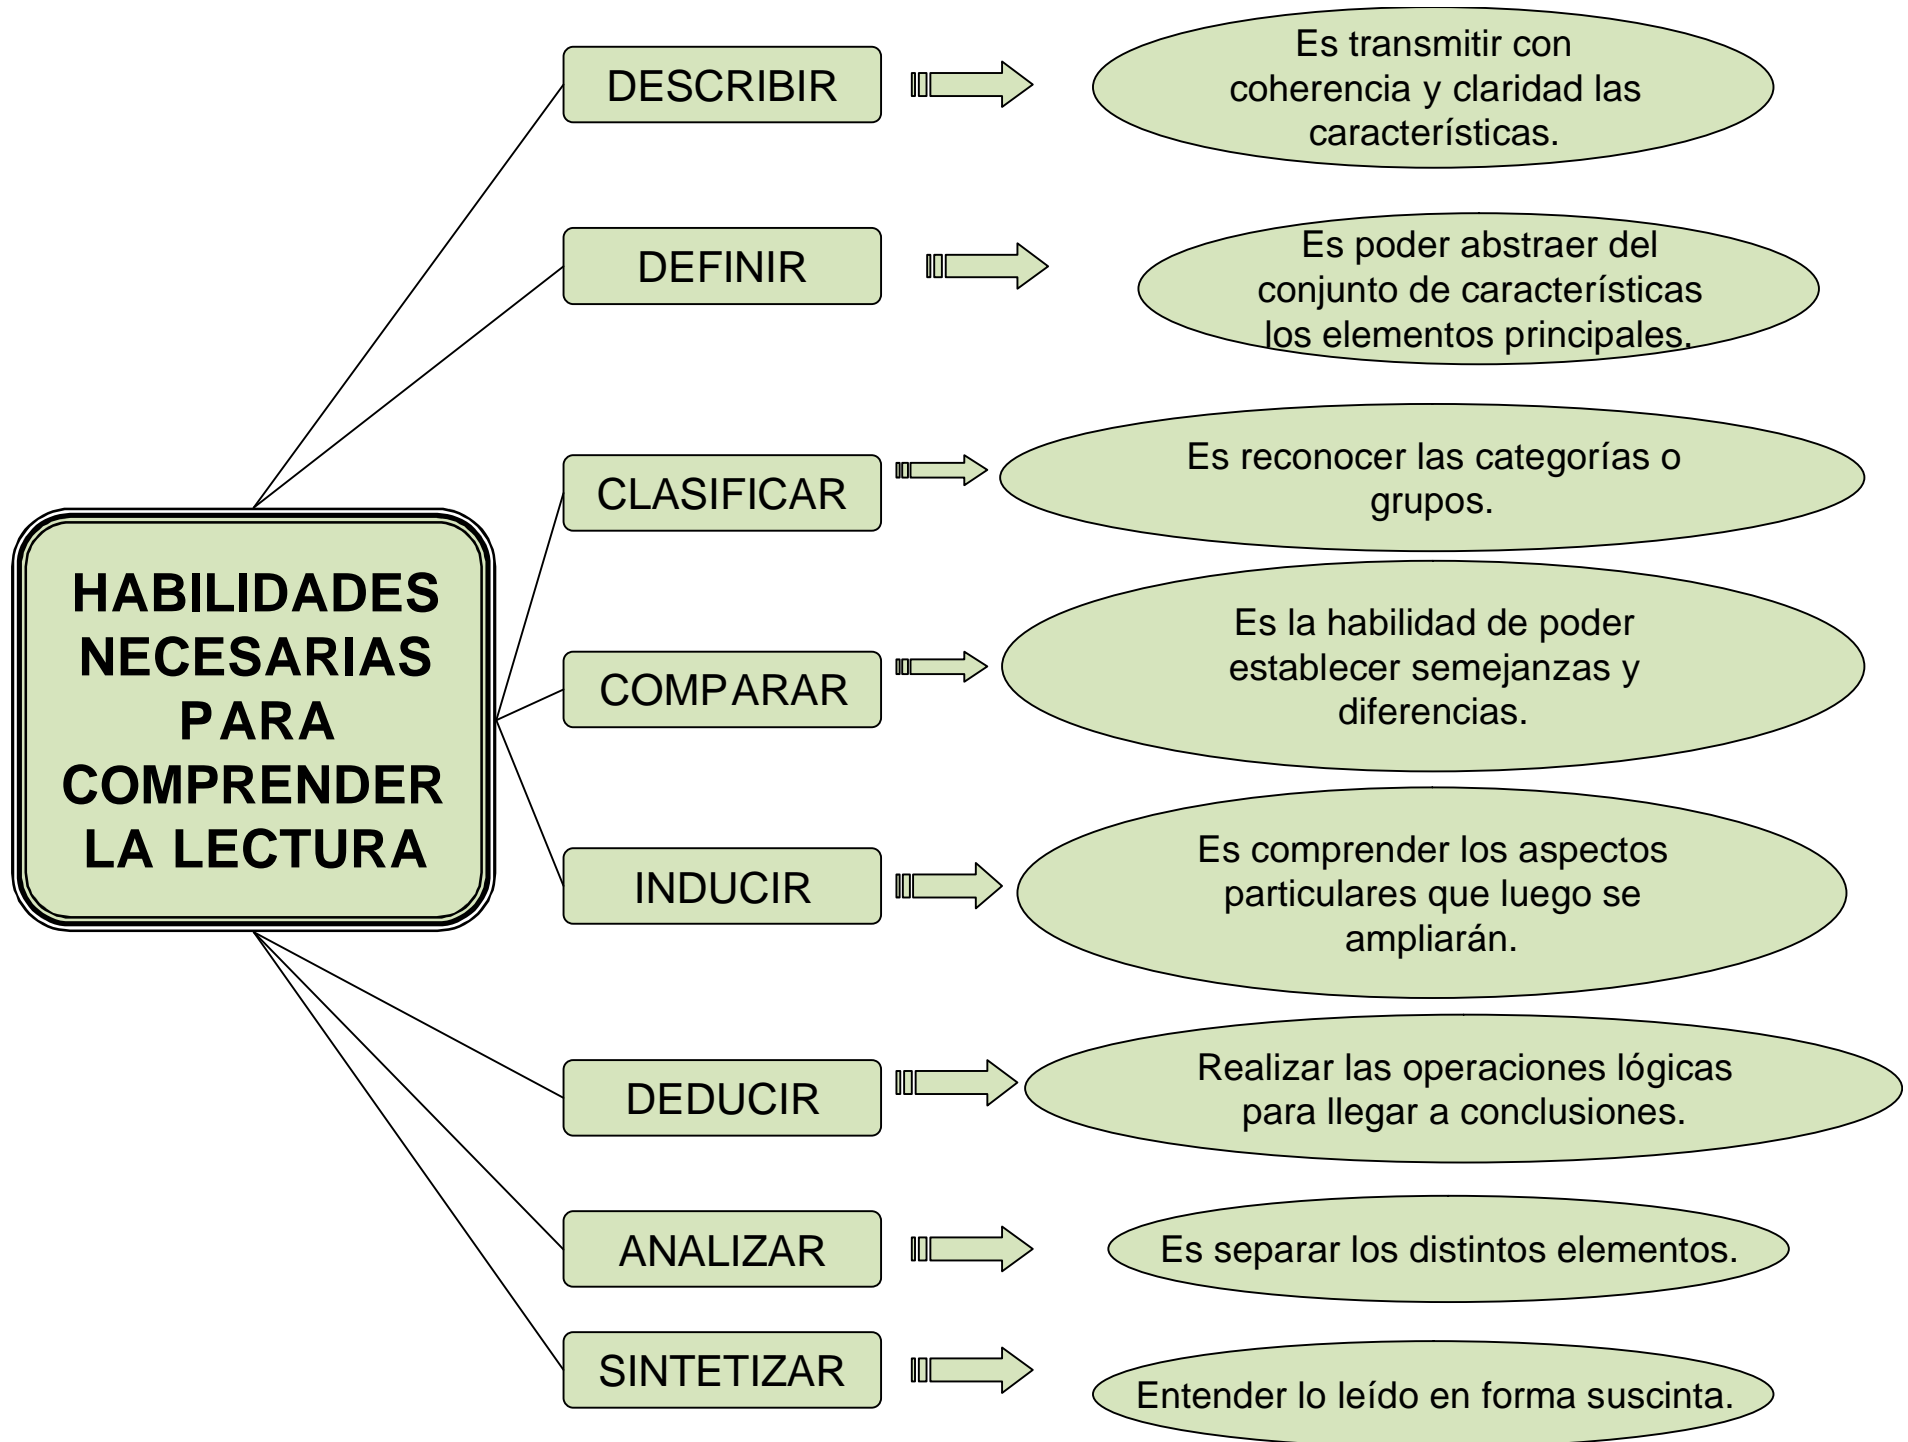 HABILIDADES
NECESARIAS
PARA
COMPRENDER
LA LECTURA
DESCRIBIR
Es transmitir con
coherencia y claridad las
características.
DEFINIR
Es poder abstraer del
conjunto de características
los elementos principales.
CLASIFICAR
Es reconocer las categorías o
grupos.
COMPARAR
Es la habilidad de poder
establecer semejanzas y
diferencias.
INDUCIR
Es comprender los aspectos
particulares que luego se
ampliarán.
DEDUCIR
Realizar las operaciones lógicas
para llegar a conclusiones.
ANALIZAR
Es separar los distintos elementos.
SINTETIZAR
Entender lo leído en forma suscinta.